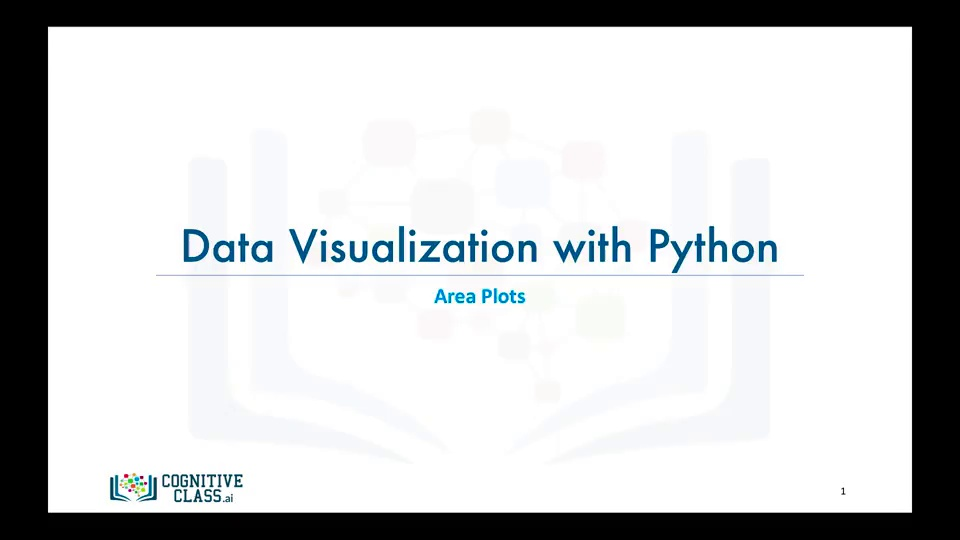 Data Visualization with Python
Area Plots
COGNITIVE
CLASS.ai
1